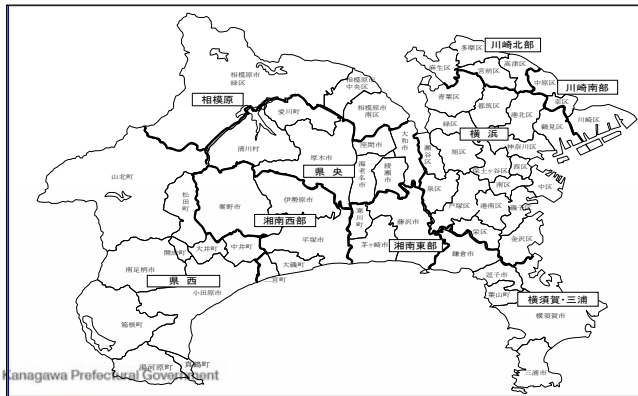 多摩区
川崎北部
麻生区
宮前区
高津区
中原区
川崎南部
幸区
川崎区
相模原市
緑区
相模原市
中央区
相模原市
南区
相模原
青葉区
都筑区
港北区
鶴見区
愛川町
緑区
横浜
神奈川区
清川村
厚木市
座間市
大和市
瀬谷区
旭区
保土ヶ谷区
西区
県央
海老名市
綾瀬市
中区
南区
山北町
松田町
秦野市
伊勢原市
泉区
戸塚区
港南区
磯子区
寒川町
藤沢市
栄区
金沢区
湘南西部
平塚市
茅ヶ崎市
湘南東部
鎌倉市
開成町
大井町
中井町
大磯町
二宮町
南足柄市
県西
小田原市
逗子市
葉山町
横須賀・三浦
横須賀市
箱根町
湯河原町
真鶴町
三浦市
Kanagawa Prefectural Government